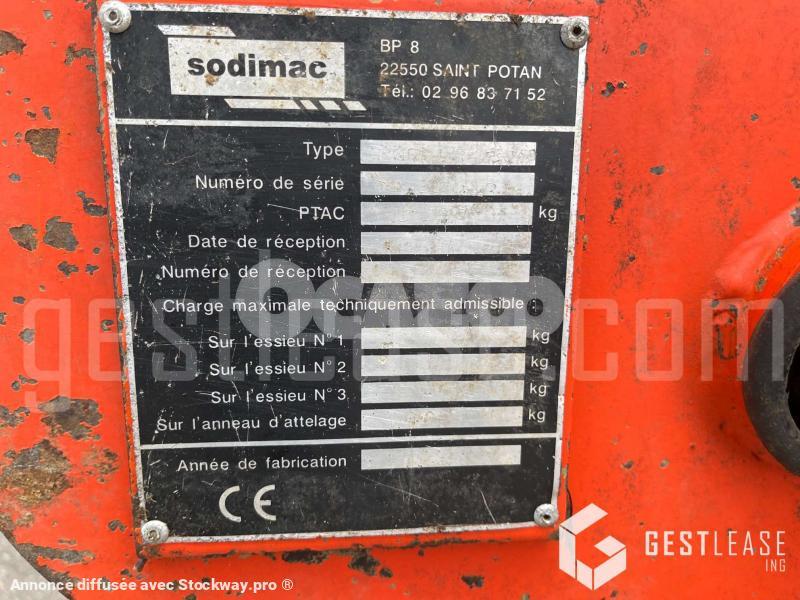 sodimac
BP 8
22550 SAINT POTAN
Tél.: 02 96 83 71 52
Type
Numéro de série
PTAC kg
Date de réception
Numéro de réception
Charge maximale techniquement admissible
Sur l'essieu N° 1 kg
Sur l'essieu N° 2 kg
Sur l'essieu N° 3 kg
Sur l'anneau d'attelage kg
Année de fabrication
CE
gestlease.com
GESTLEASE
ING
Annonce diffusée avec Stockway.pro ®